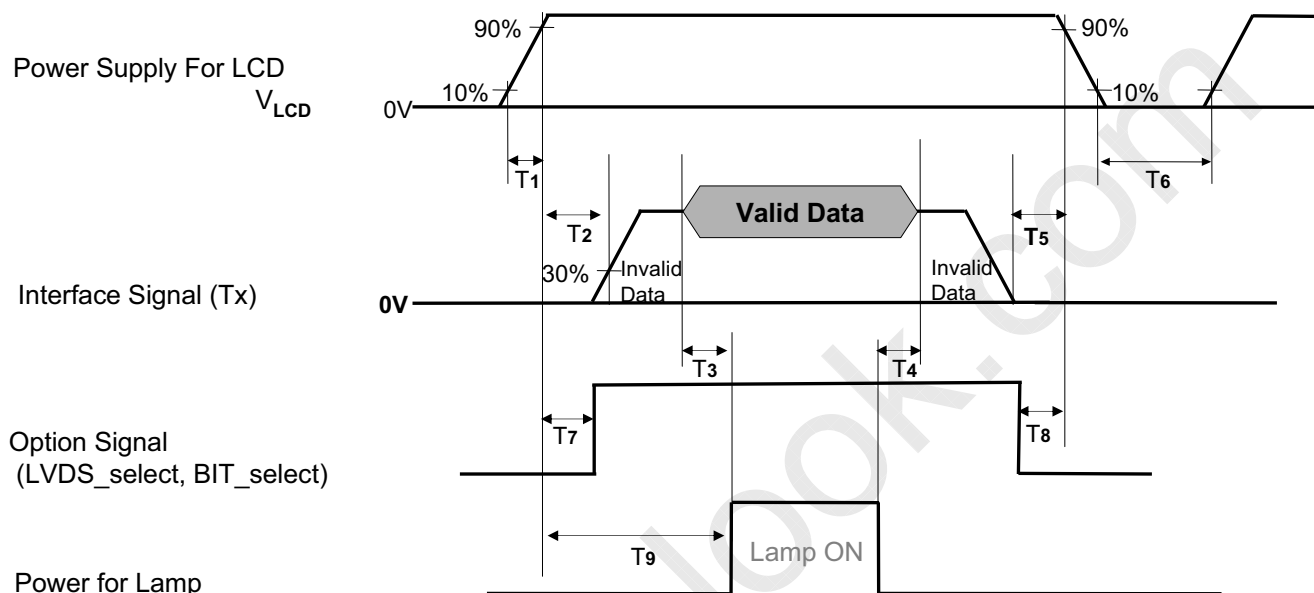 90%
90%
Power Supply For LCD
VLCD
10%
0V
10%
T1
T6
Valid Data
T2
T5
30%
Invalid
Data
Invalid
Data
Interface Signal (Tx)
0V
T3
T4
Option Signal
(LVDS_select, BIT_select)
T7
T8
T9
Lamp ON
Power for Lamp
look.com